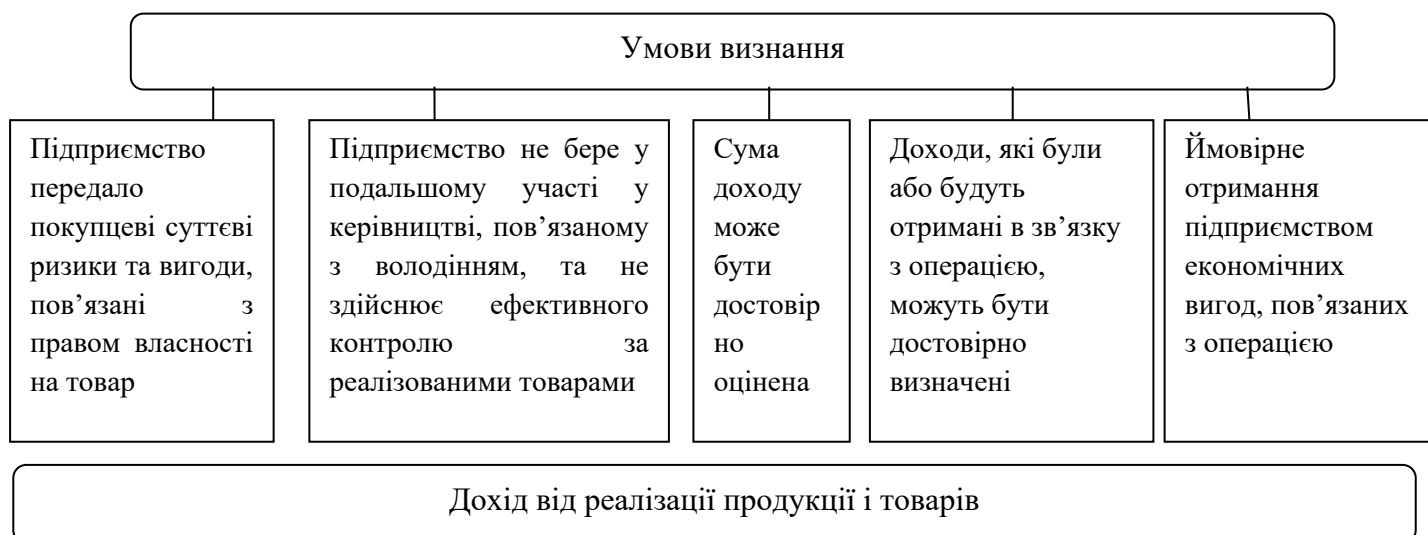 Умови визнання
Підприємство
передало
покупцеві суттєві
ризики та вигоди,
пов’язані з
правом власності
на товар
Підприємство не бере у
подальшому участі у
керівництві, пов’язаному
з володінням, та не
здійснює ефективного
контролю за
реалізованими товарами
Сума
доходу
може
бути
достовір
но
оцінена
Доходи, які були
або будуть
отримані в зв’язку
з операцією,
можуть бути
достовірно
визначені
Ймовірне
отримання
підприємством
економічних
вигод, пов’язаних
з операцією
Дохід від реалізації продукції і товарів